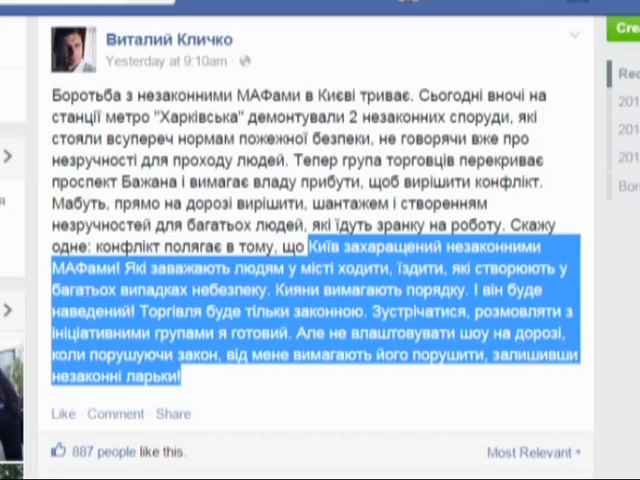 Виталий Кличко
Yesterday at 9:10am ·
Боротьба з незаконними МАФами в Києві триває. Сьогодні вночі на
станції метро "Харківська" демонтували 2 незаконних споруди, які
стояли всупереч нормам пожежної безпеки, не говорячи вже про
незручності для проходу людей. Тепер група торговців перекриває
проспект Бажана і вимагає владу прибути, щоб вирішити конфлікт.
Мабуть, прямо на дорозі вирішити, шантажем і створенням
незручностей для багатьох людей, які їдуть зранку на роботу. Скажу
одне: конфлікт полягає в тому, що Київ захаращений незаконними
МАФами! Які заважають людям у місті ходити, їздити, які створюють у
багатьох випадках небезпеку. Кияни вимагають порядку. І він буде
наведений! Торгівля буде тільки законною. Зустрічатися, розмовляти з
ініціативними групами я готовий. Але не влаштовувати шоу на дорозі,
коли порушуючи закон, від мене вимагають його порушити, залишивши
незаконні ларьки!
Like · Comment · Share
887 people like this.
Most Relevant
Cre
Rec
201
201
201
Bor
я